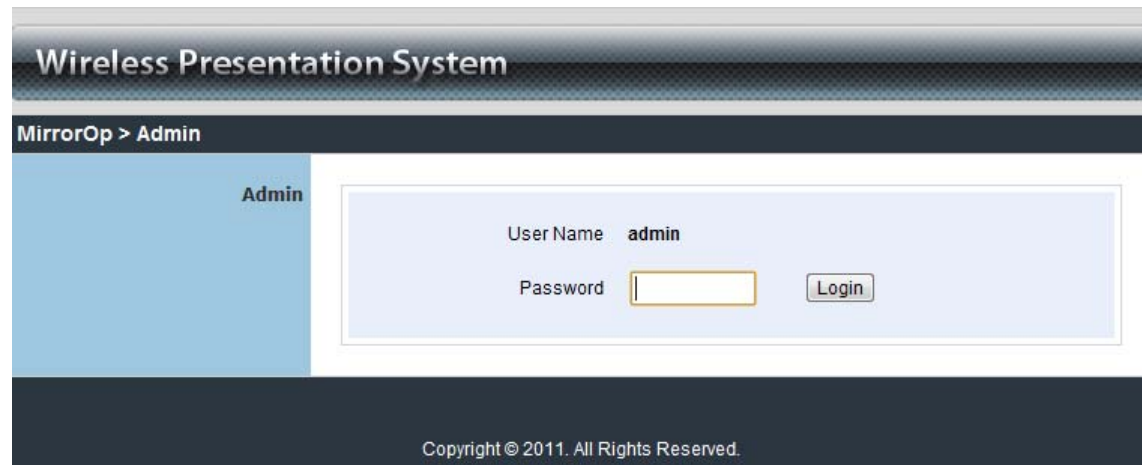 Wireless Presentation System
MirrorOp > Admin
Admin
User Name admin
Password Login
Copyright © 2011. All Rights Reserved.